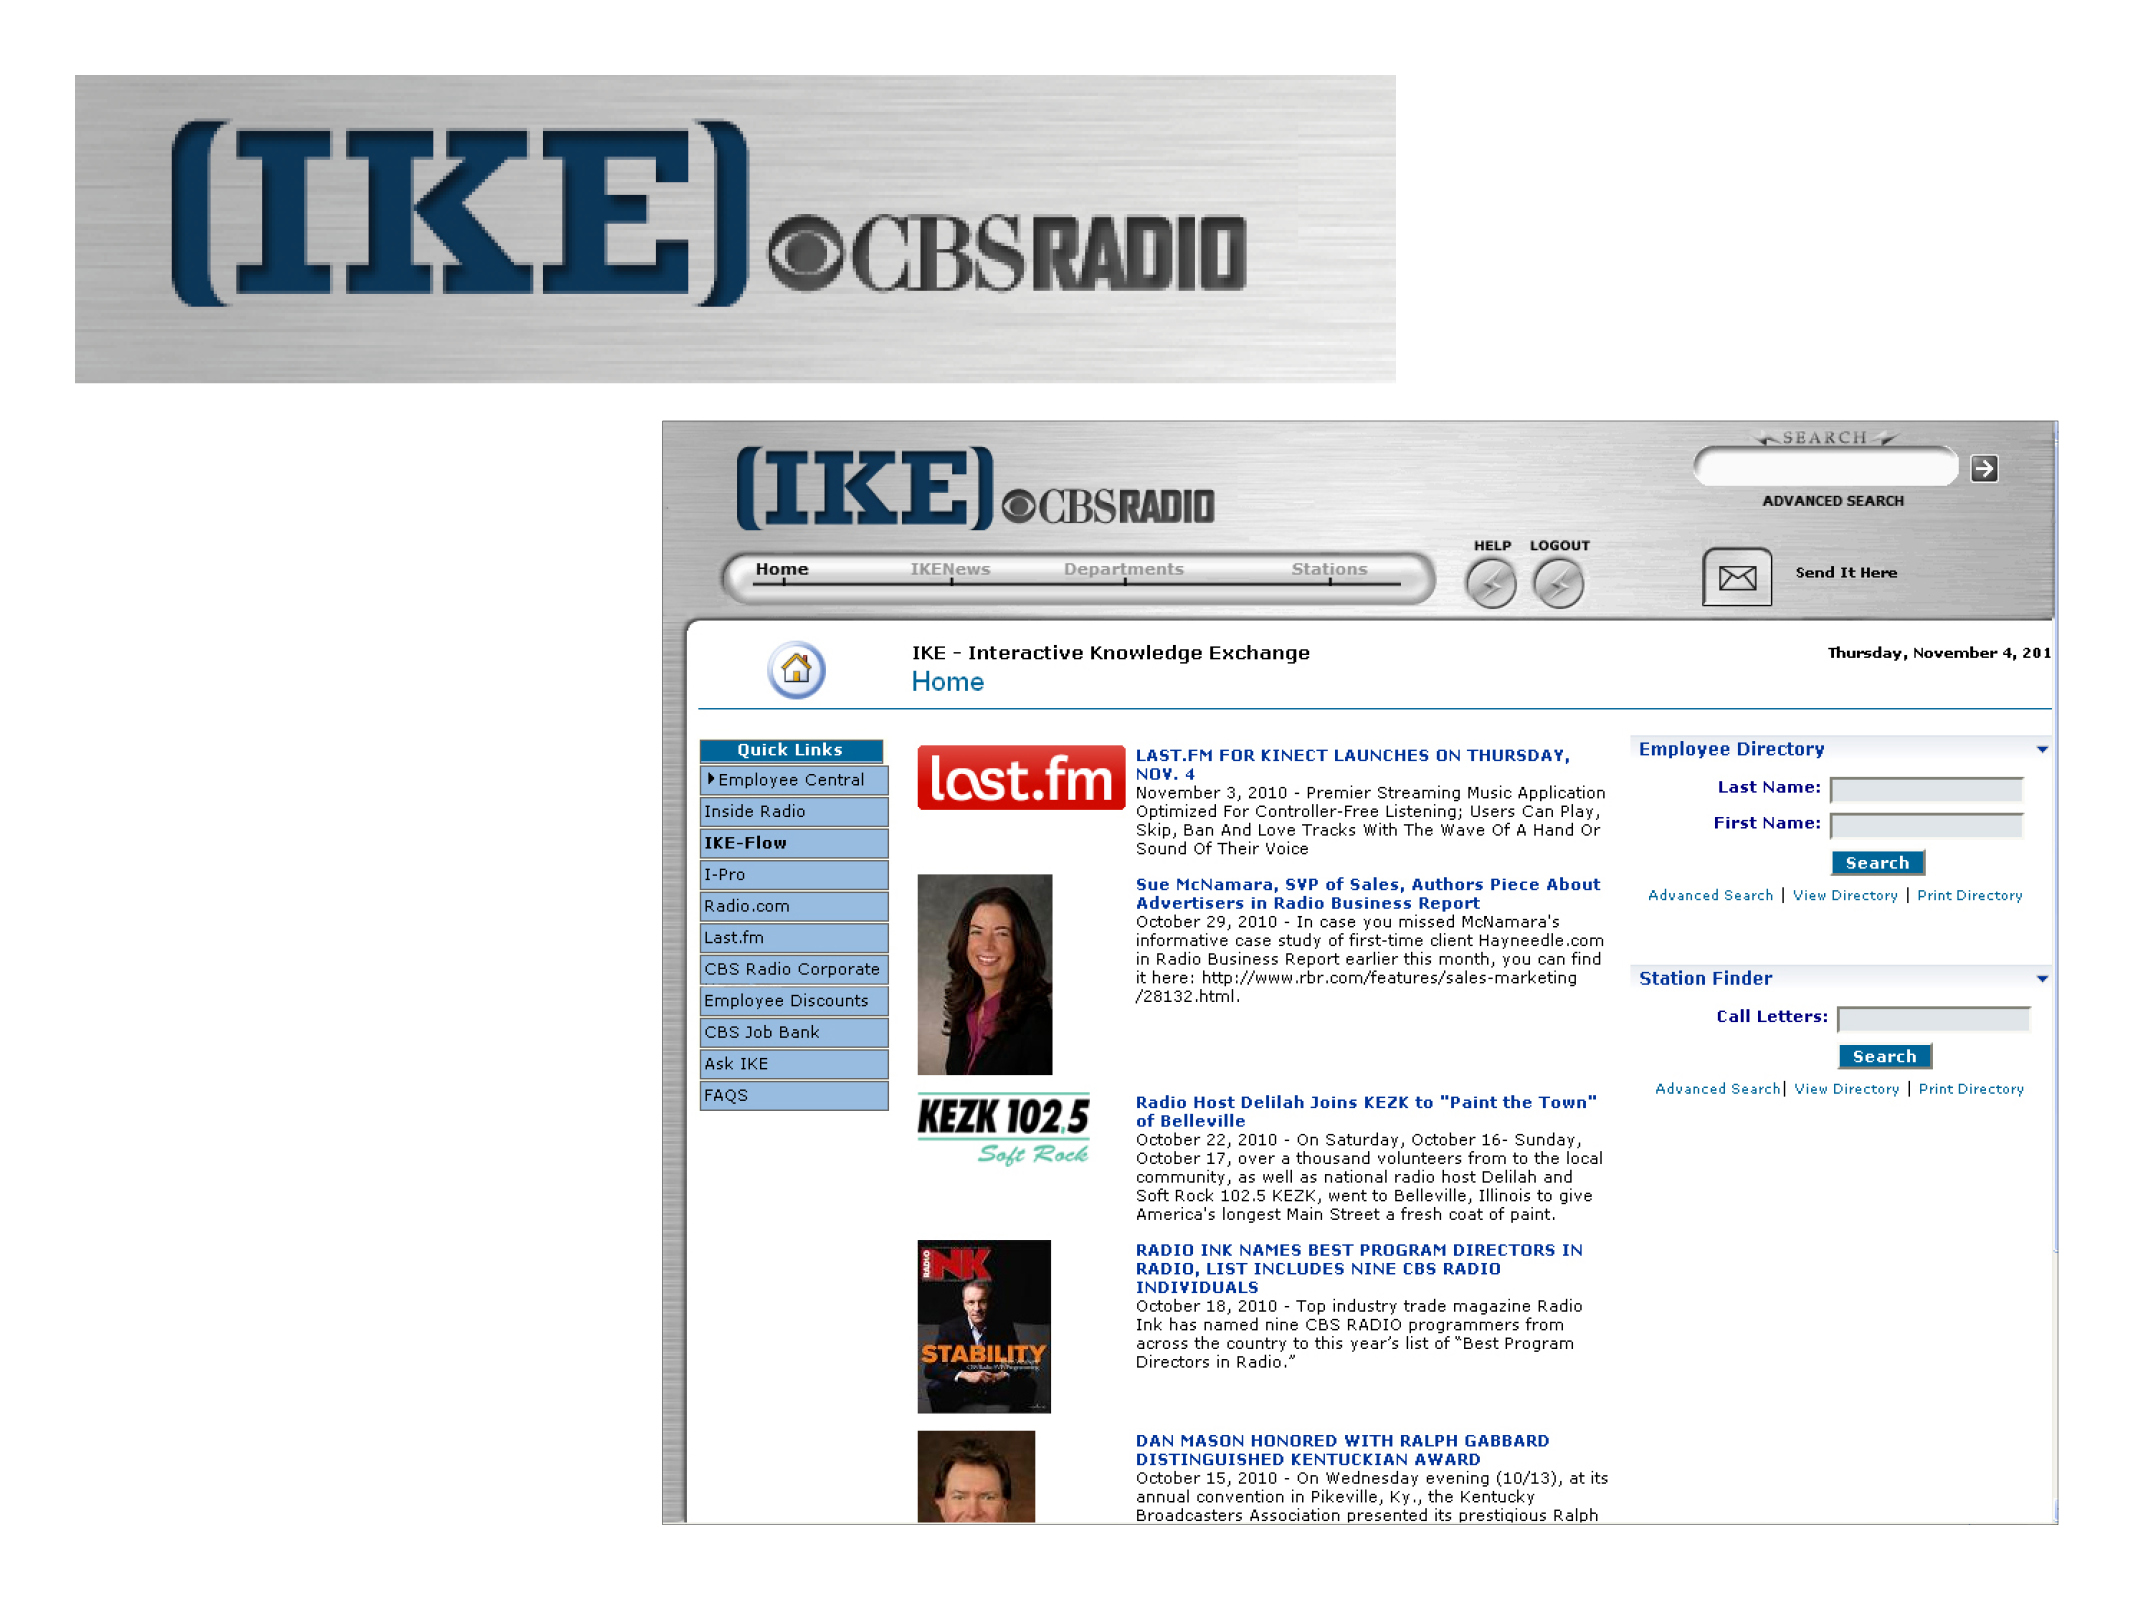 (IKE) CBS RADIO
SEARCH
(IKE) CBS RADIO
ADVANCED SEARCH
HELP LOGOUT
Home IKENews Departments Stations
Send It Here
IKE - Interactive Knowledge Exchange
Thursday, November 4, 201
Home
Quick Links
Employee Central
Inside Radio
IKE-Flow
I-Pro
Radio.com
Last.fm
CBS Radio Corporate
Employee Discounts
CBS Job Bank
Ask IKE
FAQS
last.fm
LAST.FM FOR KINECT LAUNCHES ON THURSDAY,
NOV. 4
November 3, 2010 - Premier Streaming Music Application
Optimized For Controller-Free Listening; Users Can Play,
Skip, Ban And Love Tracks With The Wave Of A Hand Or
Sound Of Their Voice
Sue McNamara, SVP of Sales, Authors Piece About
Advertisers in Radio Business Report
October 29, 2010 - In case you missed McNamara's
informative case study of first-time client Hayneedle.com
in Radio Business Report earlier this month, you can find
it here: http://www.rbr.com/features/sales-marketing
/28132.html.
KEZK 102.5
Soft Rock
Radio Host Delilah Joins KEZK to "Paint the Town"
of Belleville
October 22, 2010 - On Saturday, October 16- Sunday,
October 17, over a thousand volunteers from to the local
community, as well as national radio host Delilah and
Soft Rock 102.5 KEZK, went to Belleville, Illinois to give
America's longest Main Street a fresh coat of paint.
RADIO INK
STABILITY
RADIO INK NAMES BEST PROGRAM DIRECTORS IN
RADIO, LIST INCLUDES NINE CBS RADIO
INDIVIDUALS
October 18, 2010 - Top industry trade magazine Radio
Ink has named nine CBS RADIO programmers from
across the country to this year’s list of “Best Program
Directors in Radio.”
DAN MASON HONORED WITH RALPH GABBARD
DISTINGUISHED KENTUCKIAN AWARD
October 15, 2010 - On Wednesday evening (10/13), at its
annual convention in Pikeville, Ky., the Kentucky
Broadcasters Association presented its prestigious Ralph
Employee Directory
Last Name:
First Name:
Search
Advanced Search | View Directory | Print Directory
Station Finder
Call Letters:
Search
Advanced Search| View Directory | Print Directory